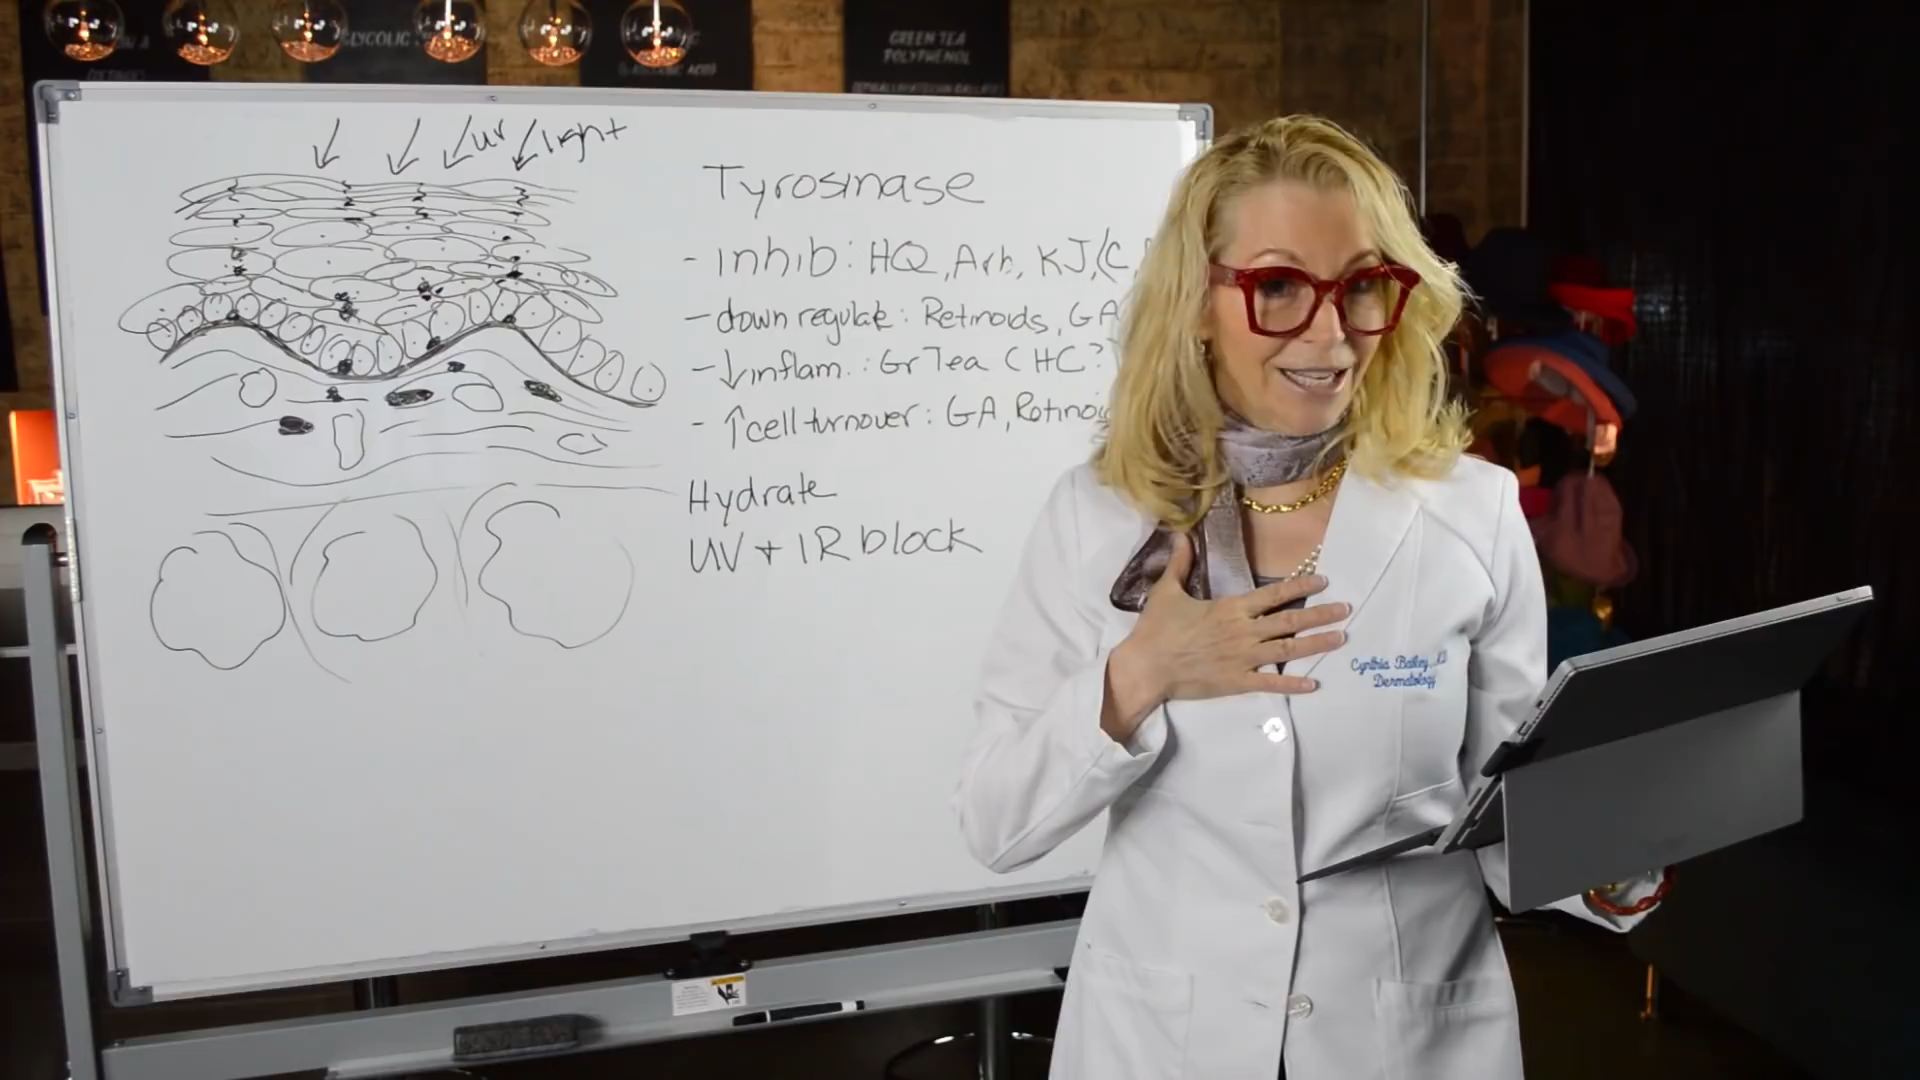 GLYCOLIC
GREEN TEA
POLYPHENOL
UV
light
Tyrosinase
- inhib: HQ, Arb, KJ, (C,
- down regulate: Retinoids, GA
- ↓ inflam.: Gr Tea (HC?)
- ↑ cell turnover: GA, Retinoi
Hydrate
UV + IR block
Cynthia Bailey, M.D.
Dermatology